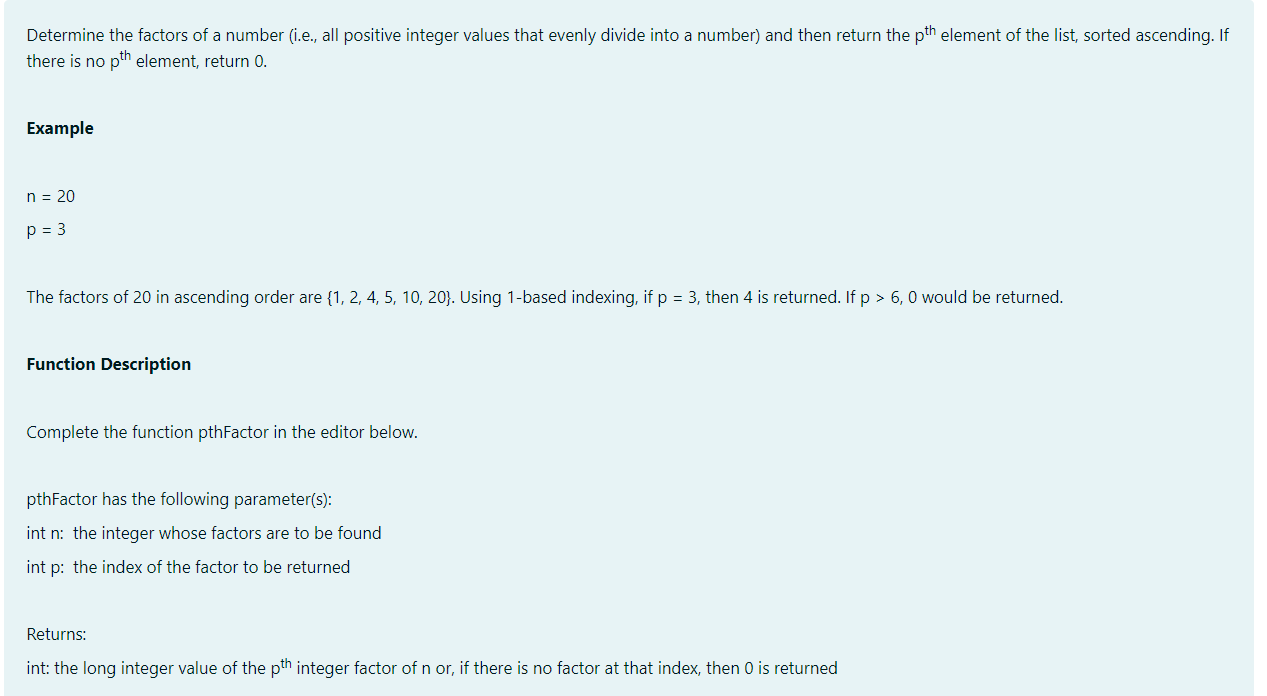 Determine the factors of a number (i.e., all positive integer values that evenly divide into a number) and then return the pth element of the list, sorted ascending. If
there is no pth element, return 0.
Example
n = 20
p = 3
The factors of 20 in ascending order are {1, 2, 4, 5, 10, 20}. Using 1-based indexing, if p = 3, then 4 is returned. If p > 6, 0 would be returned.
Function Description
Complete the function pthFactor in the editor below.
pthFactor has the following parameter(s):
int n:  the integer whose factors are to be found
int p:  the index of the factor to be returned
Returns:
int: the long integer value of the pth integer factor of n or, if there is no factor at that index, then 0 is returned